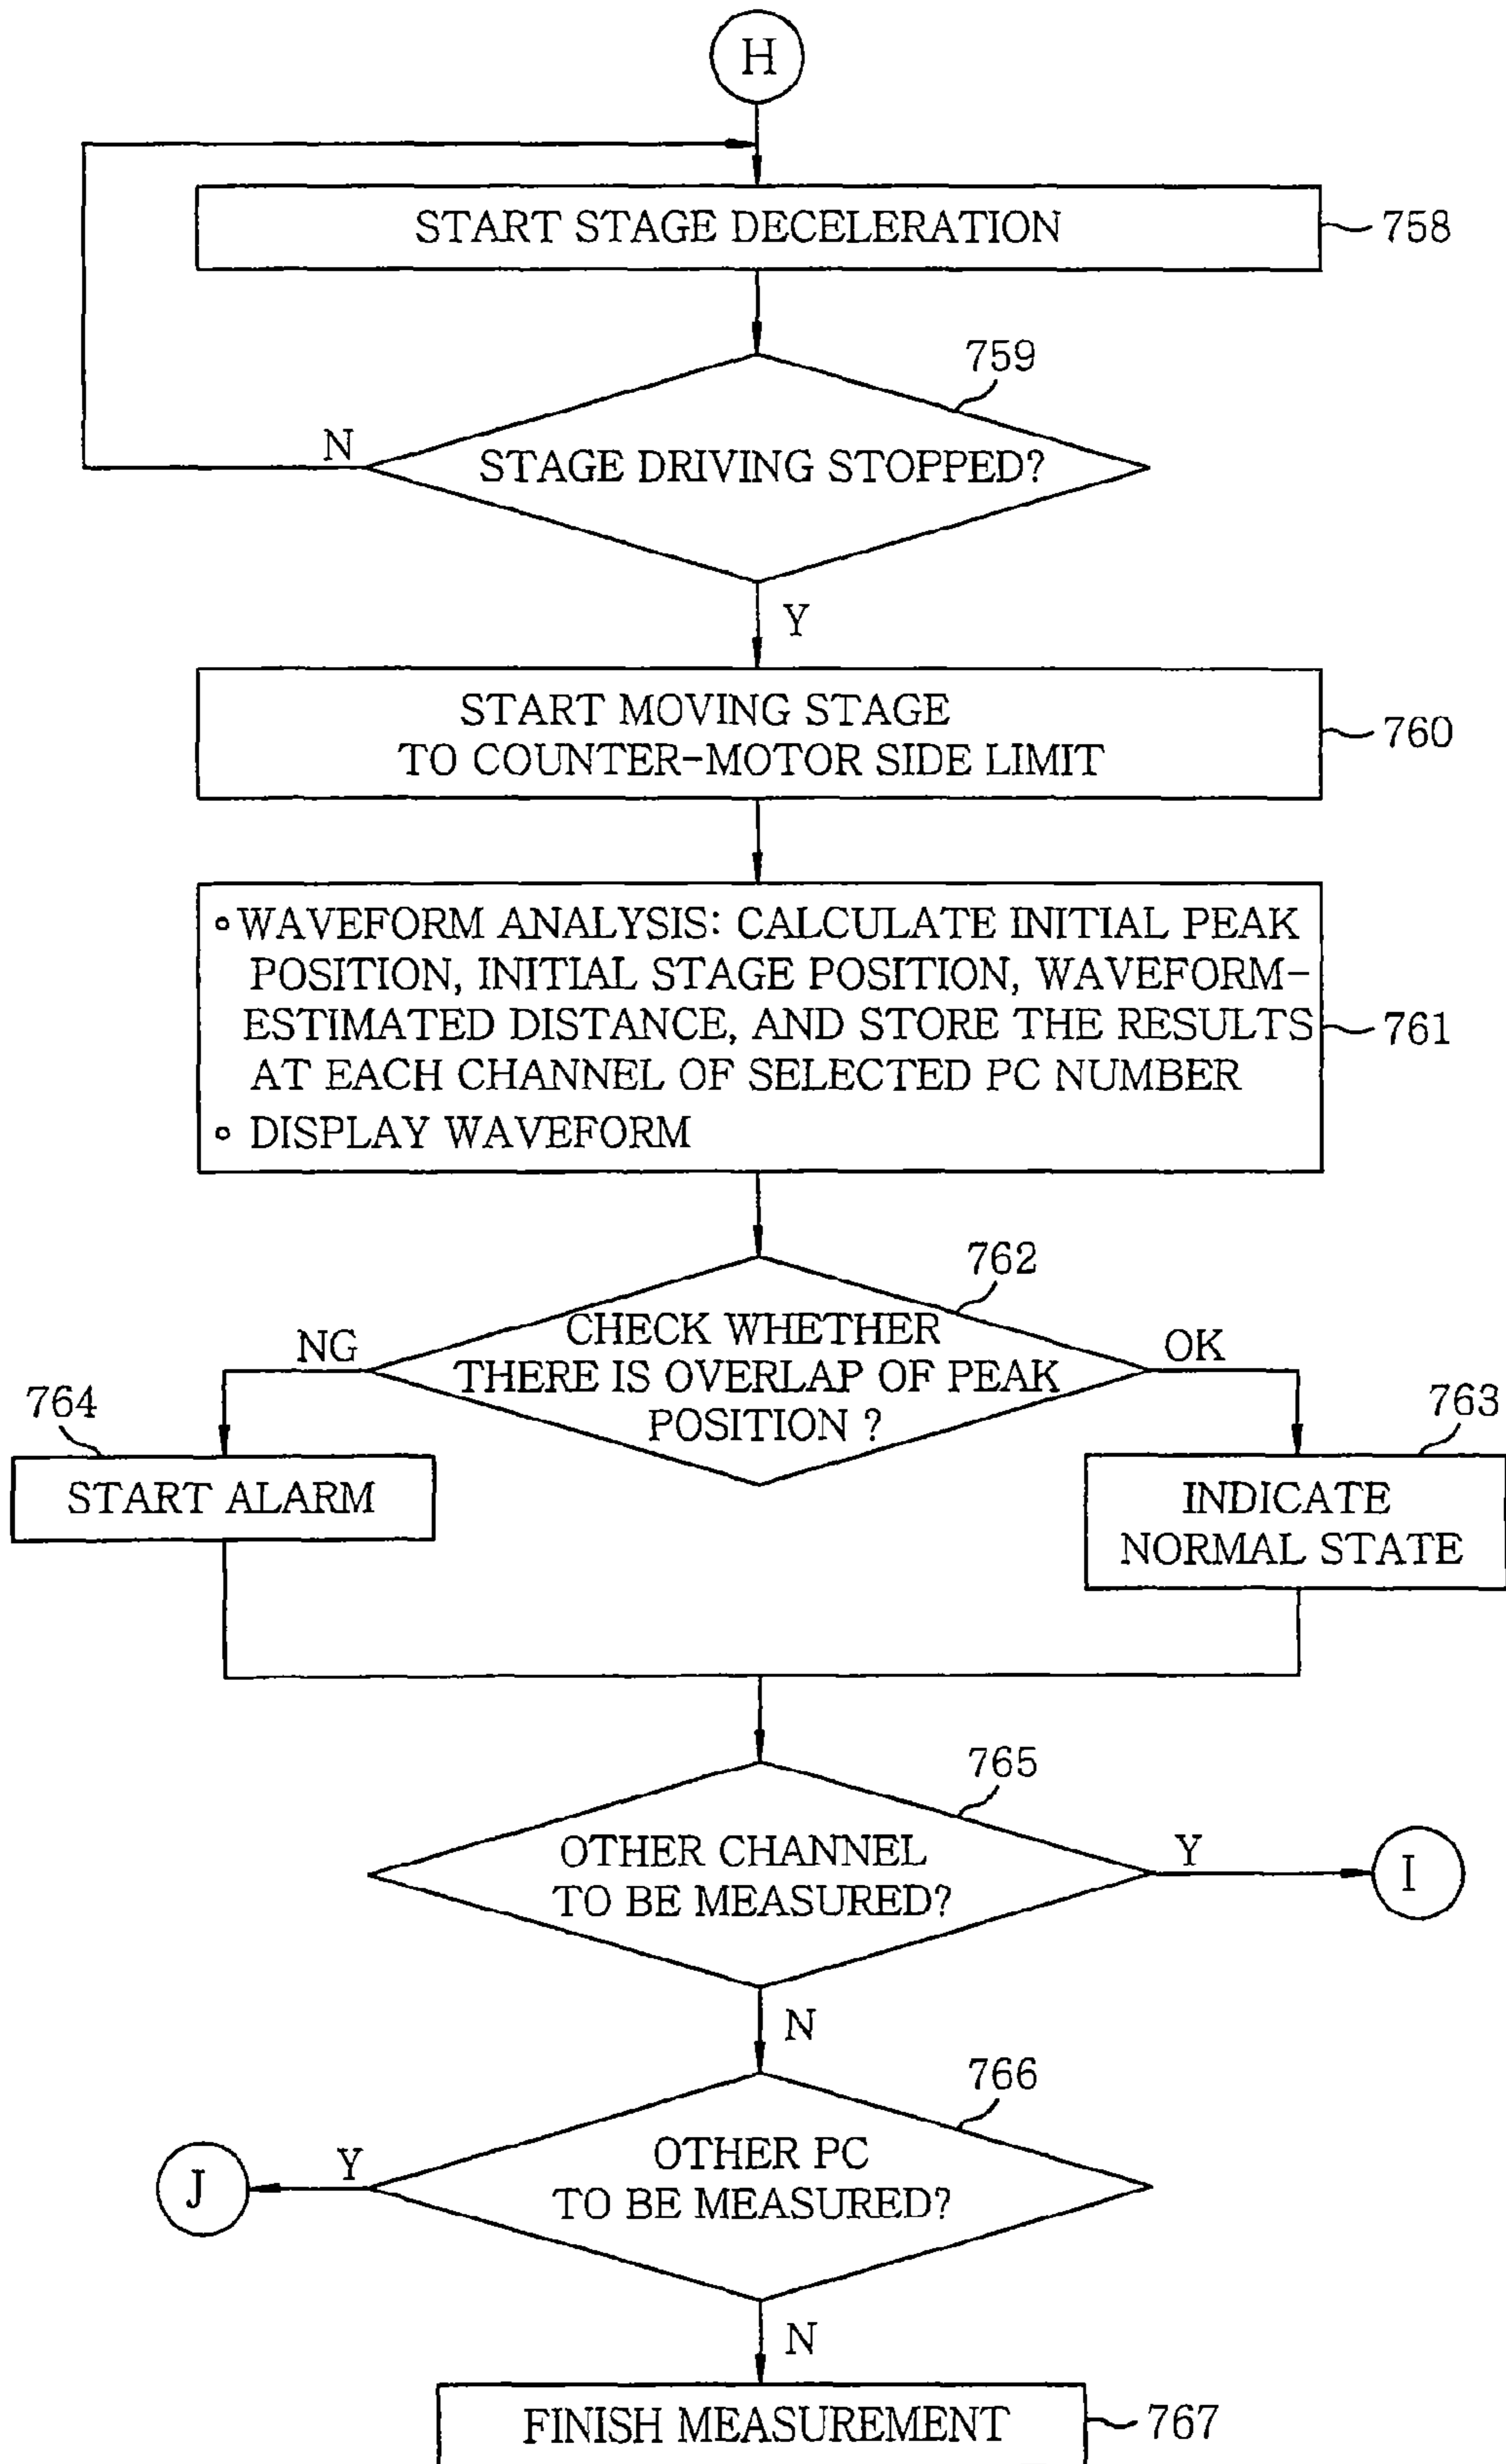 H
START STAGE DECELERATION
758
759
N
STAGE DRIVING STOPPED?
Y
START MOVING STAGE
TO COUNTER-MOTOR SIDE LIMIT
760
∘ WAVEFORM ANALYSIS: CALCULATE INITIAL PEAK
POSITION, INITIAL STAGE POSITION, WAVEFORM-
ESTIMATED DISTANCE, AND STORE THE RESULTS
AT EACH CHANNEL OF SELECTED PC NUMBER
∘ DISPLAY WAVEFORM
761
762
NG
CHECK WHETHER
THERE IS OVERLAP OF PEAK
POSITION ?
OK
764
START ALARM
763
INDICATE
NORMAL STATE
765
OTHER CHANNEL
TO BE MEASURED?
Y
I
N
766
OTHER PC
TO BE MEASURED?
Y
J
N
FINISH MEASUREMENT
767